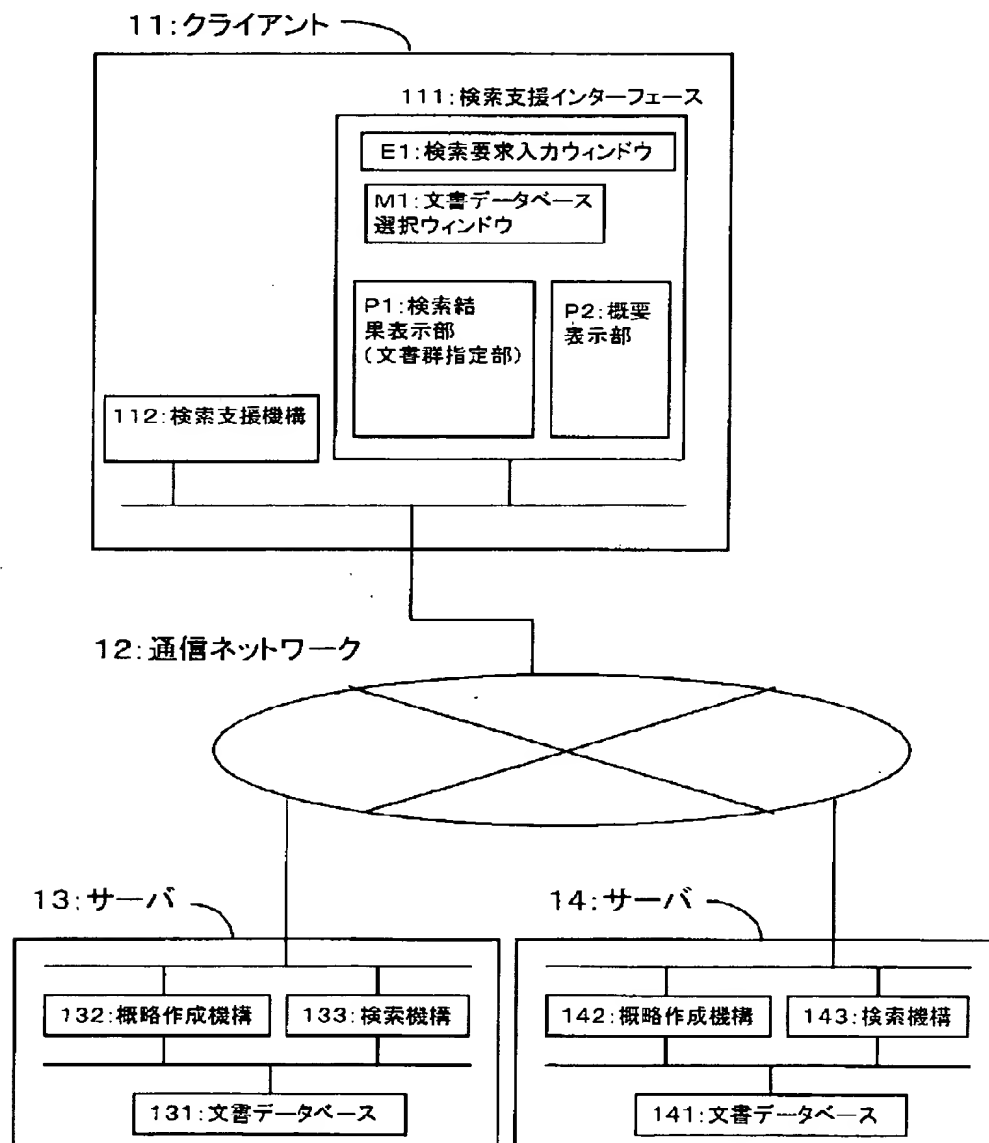 11:クライアント
111:検索支援インターフェース
E1:検索要求入力ウィンドウ
M1:文書データベース
選択ウィンドウ
P1:検索結
果表示部
(文書群指定部)
P2:概要
表示部
112:検索支援機構
12:通信ネットワーク
13:サーバ
14:サーバ
132:概略作成機構
133:検索機構
142:概略作成機構
143:検索機構
131:文書データベース
141:文書データベース